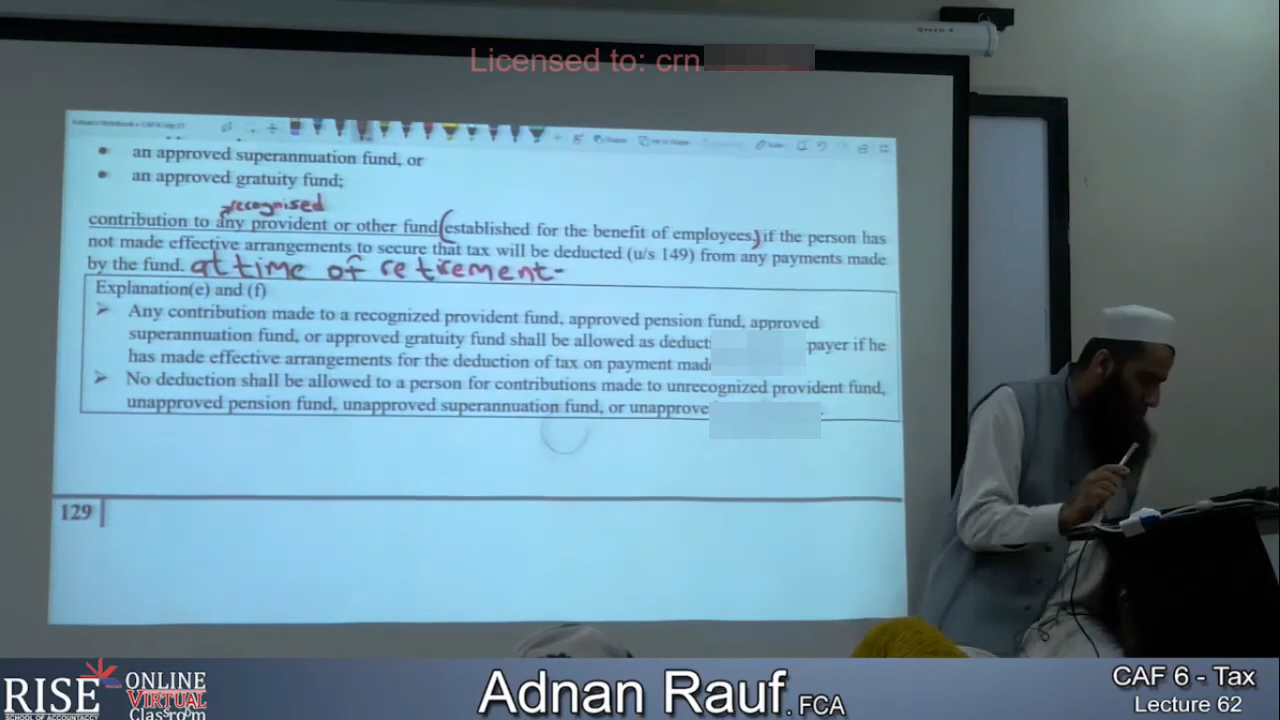 Licensed to: crn
an approved superannuation fund, or
an approved gratuity fund;
recognised
contribution to any provident or other fund (established for the benefit of employees) if the person has
not made effective arrangements to secure that tax will be deducted (u/s 149) from any payments made
by the fund. at time of retirement-
Explanation(e) and (f)
➢ Any contribution made to a recognized provident fund, approved pension fund, approved
superannuation fund, or approved gratuity fund shall be allowed as deducti payer if he
has made effective arrangements for the deduction of tax on payment mad
➢ No deduction shall be allowed to a person for contributions made to unrecognized provident fund,
unapproved pension fund, unapproved superannuation fund, or unapprove
129
RISE
SCHOOL OF ACCOUNTANCY
ONLINE
VIRTUAL
Classroom
Adnan Rauf. FCA
CAF 6 - Tax
Lecture 62